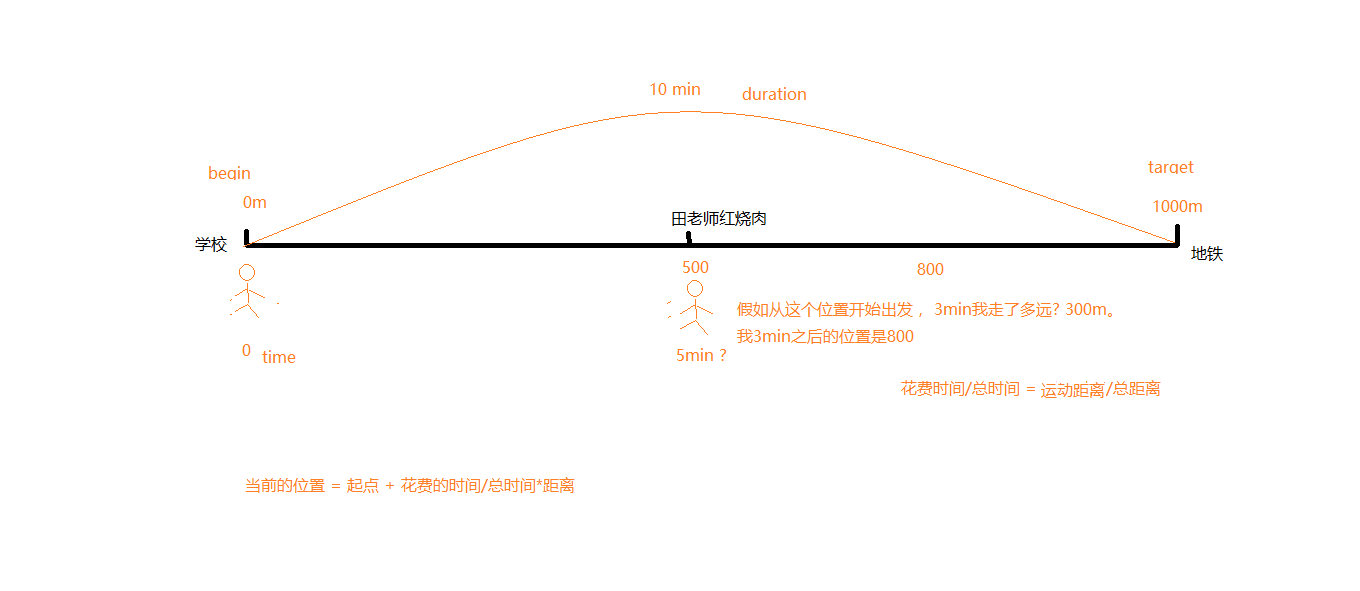 10 min
duration
begin
target
0m
1000m
田老师红烧肉
学校
地铁
500
800
假如从这个位置开始出发， 3min我走了多远? 300m。
我3min之后的位置是800
0
time
5min ?
花费时间/总时间 = 运动距离/总距离
当前的位置 = 起点 + 花费的时间/总时间*距离